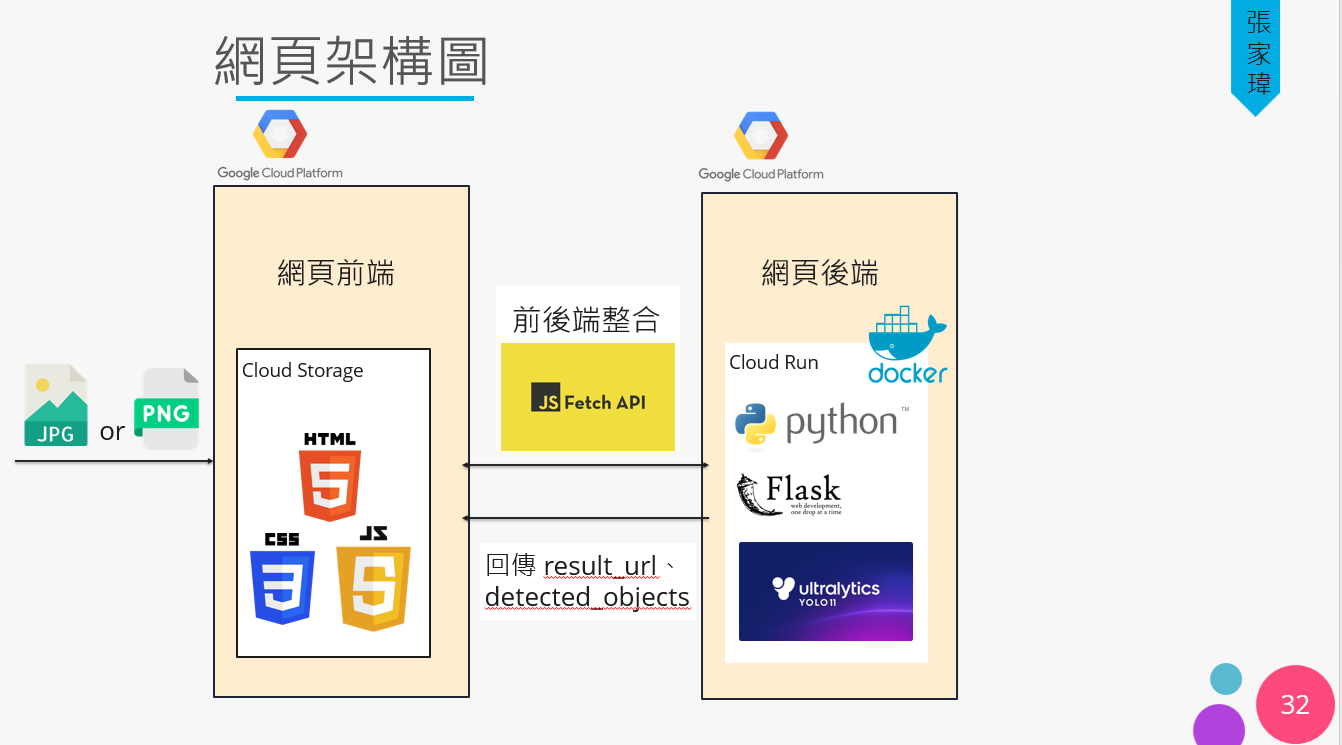 網頁架構圖
張家瑋
Google Cloud Platform
Google Cloud Platform
網頁前端
網頁後端
前後端整合
JS Fetch API
Cloud Storage
Cloud Run
docker
JPG
or
PNG
HTML
5
CSS
3
JS
5
python™
Flask
web development,
one drop at a time
ultralytics
YOLO11
回傳 result_url、
detected_objects
32